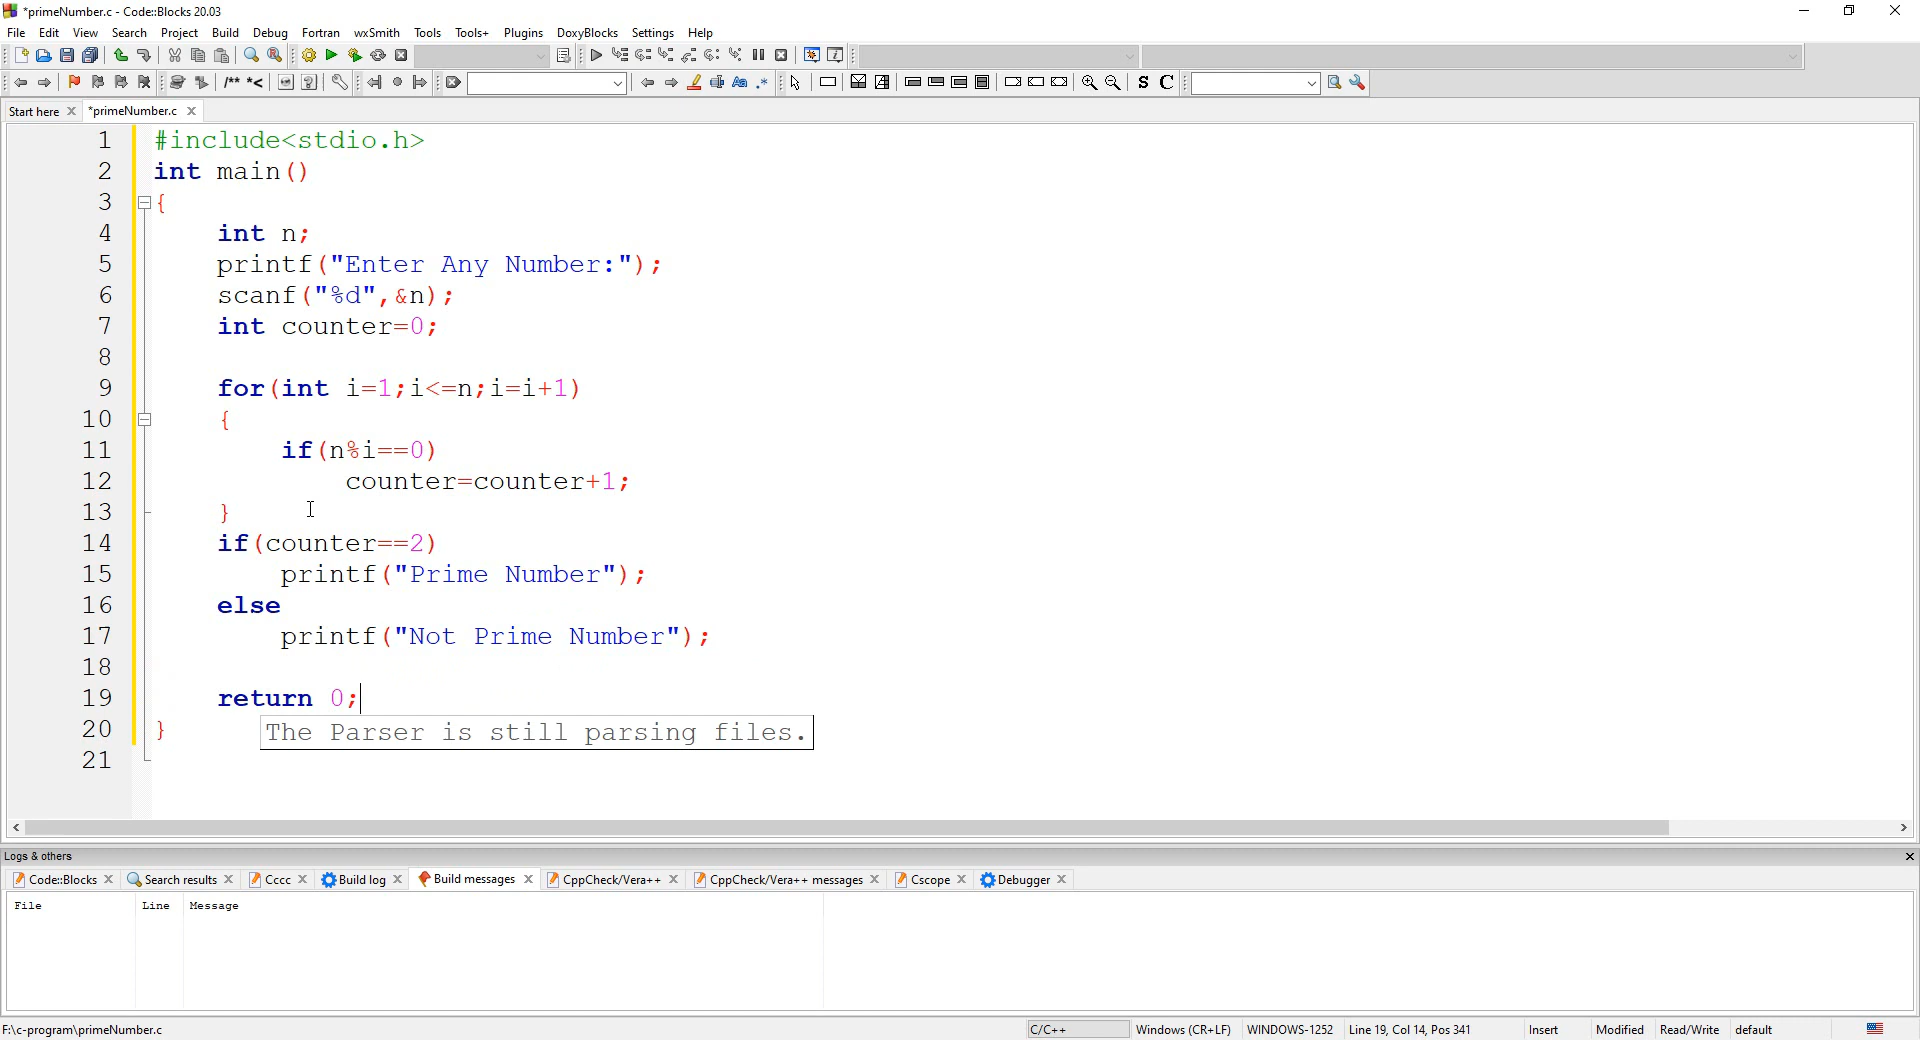 *primeNumber.c - Code::Blocks 20.03
File Edit View Search Project Build Debug Fortran wxSmith Tools Tools+ Plugins DoxyBlocks Settings Help
/** *< Aa .* S C
Start here *primeNumber.c
1 #include<stdio.h>
2 int main()
3 {
4 int n;
5 printf("Enter Any Number:");
6 scanf("%d",&n);
7 int counter=0;
8
9 for(int i=1;i<=n;i=i+1)
10 {
11 if(n%i==0)
12 counter=counter+1;
13 }
14 if(counter==2)
15 printf("Prime Number");
16 else
17 printf("Not Prime Number");
18
19 return 0;
20 } The Parser is still parsing files.
21
Logs & others
Code::Blocks Search results Cccc Build log Build messages CppCheck/Vera++ CppCheck/Vera++ messages Cscope Debugger
File Line Message
F:\c-program\primeNumber.c C/C++ Windows (CR+LF) WINDOWS-1252 Line 19, Col 14, Pos 341 Insert Modified Read/Write default